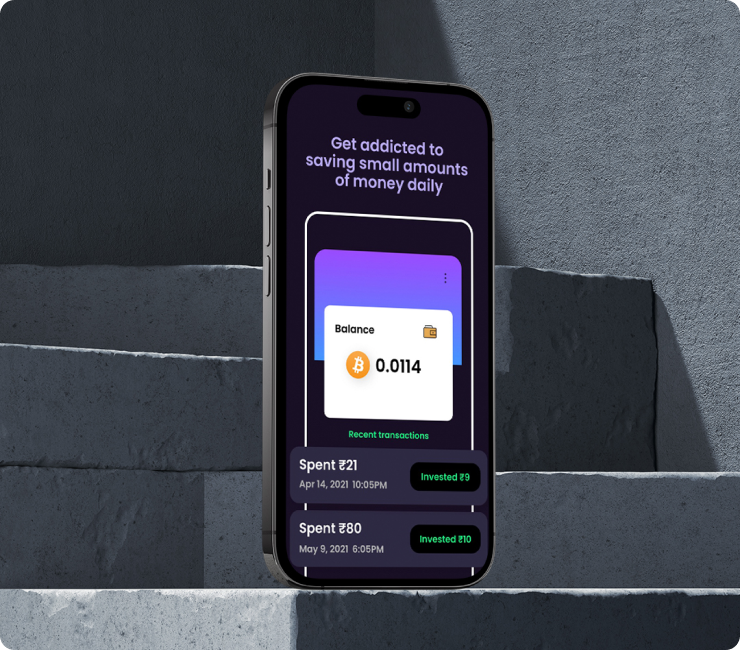 Get addicted to
saving small amounts
of money daily
Balance
₿ 0.0114
Recent transactions
Spent ₹21
Apr 14, 2021 10:05PM
Invested ₹9
Spent ₹80
May 9, 2021 6:05PM
Invested ₹10